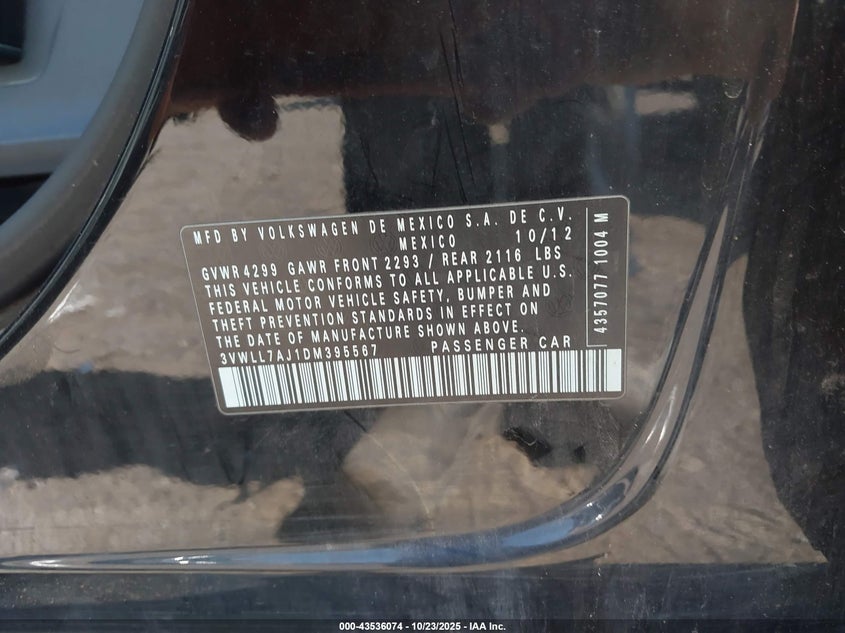 MFD BY VOLKSWAGEN DE MEXICO S.A. DE C.V.
MEXICO 10/12
GVWR 4299 GAWR FRONT 2293 / REAR 2116 LBS
THIS VEHICLE CONFORMS TO ALL APPLICABLE U.S.
FEDERAL MOTOR VEHICLE SAFETY, BUMPER AND
THEFT PREVENTION STANDARDS IN EFFECT ON
THE DATE OF MANUFACTURE SHOWN ABOVE.
3VWLL7AJ1DM395567 PASSENGER CAR
4357077 1004 M
000-43536074 - 10/23/2025 - IAA Inc.